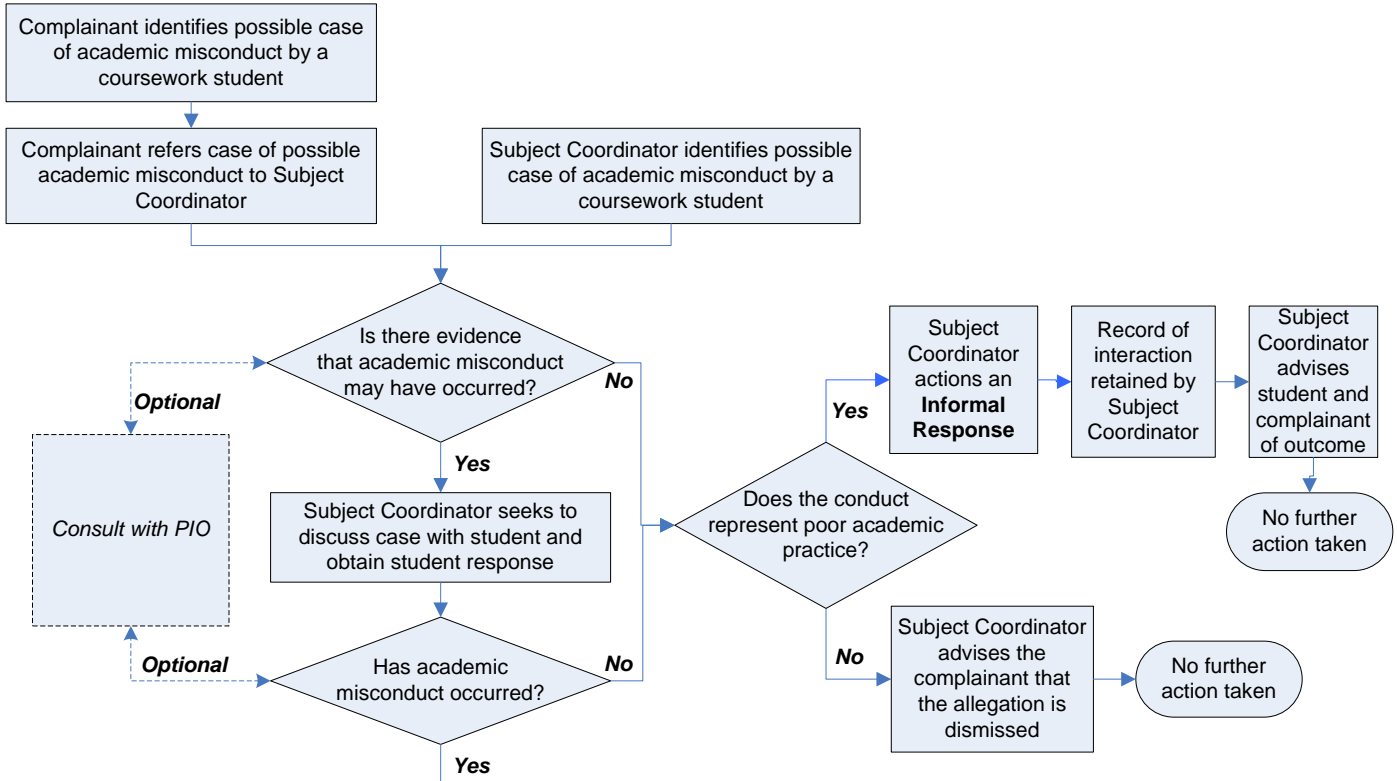 Complainant identifies possible case
of academic misconduct by a
coursework student
Complainant refers case of possible
academic misconduct to Subject
Coordinator
Subject Coordinator identifies possible
case of academic misconduct by a
coursework student
Is there evidence
that academic misconduct
may have occurred?
No
Optional
Yes
Consult with PIO
Subject Coordinator seeks to
discuss case with student and
obtain student response
Optional
Has academic
misconduct occurred?
No
Yes
Does the conduct
represent poor academic
practice?
Yes
Subject
Coordinator
actions an
Informal
Response
Record of
interaction
retained by
Subject
Coordinator
Subject
Coordinator
advises
student and
complainant
of outcome
No further
action taken
No
Subject Coordinator
advises the
complainant that
the allegation is
dismissed
No further
action taken